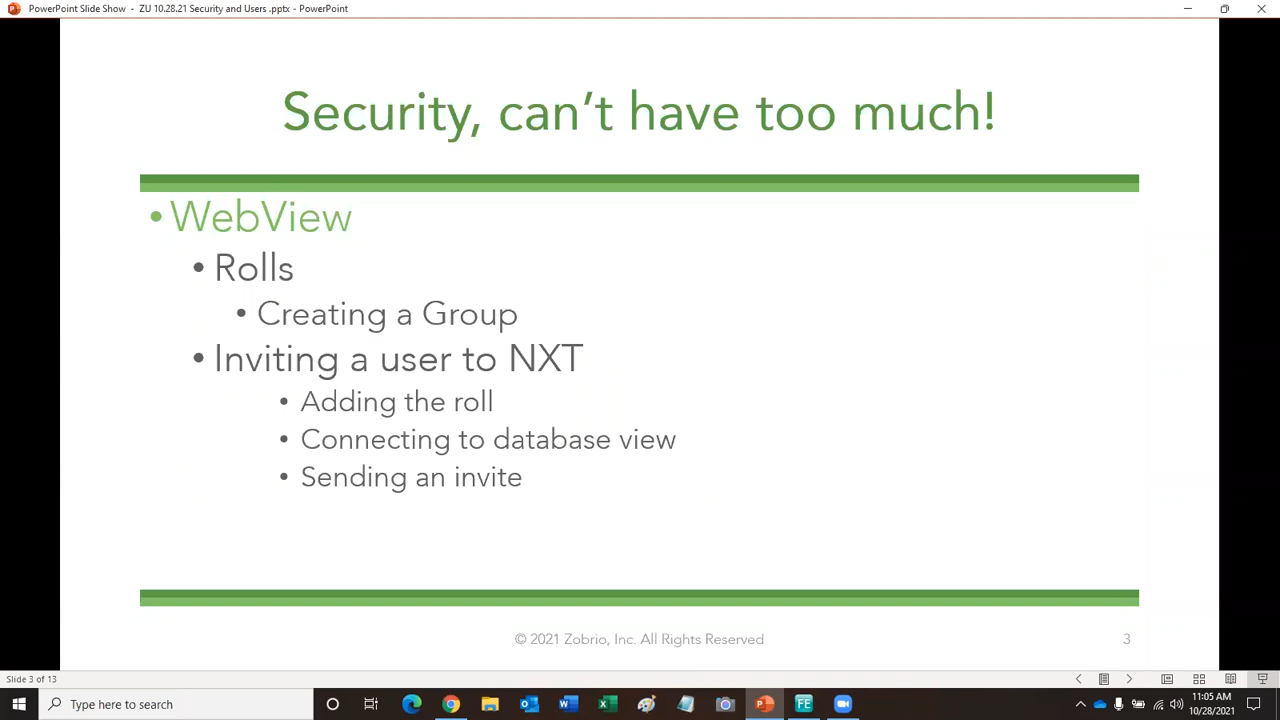 PowerPoint Slide Show - ZU 10.28.21 Security and Users .pptx - PowerPoint
Security, can't have too much!
• WebView
• Rolls
• Creating a Group
• Inviting a user to NXT
• Adding the roll
• Connecting to database view
• Sending an invite
© 2021 Zobrio, Inc. All Rights Reserved
3
Slide 3 of 13
Type here to search
FE
11:05 AM
10/28/2021